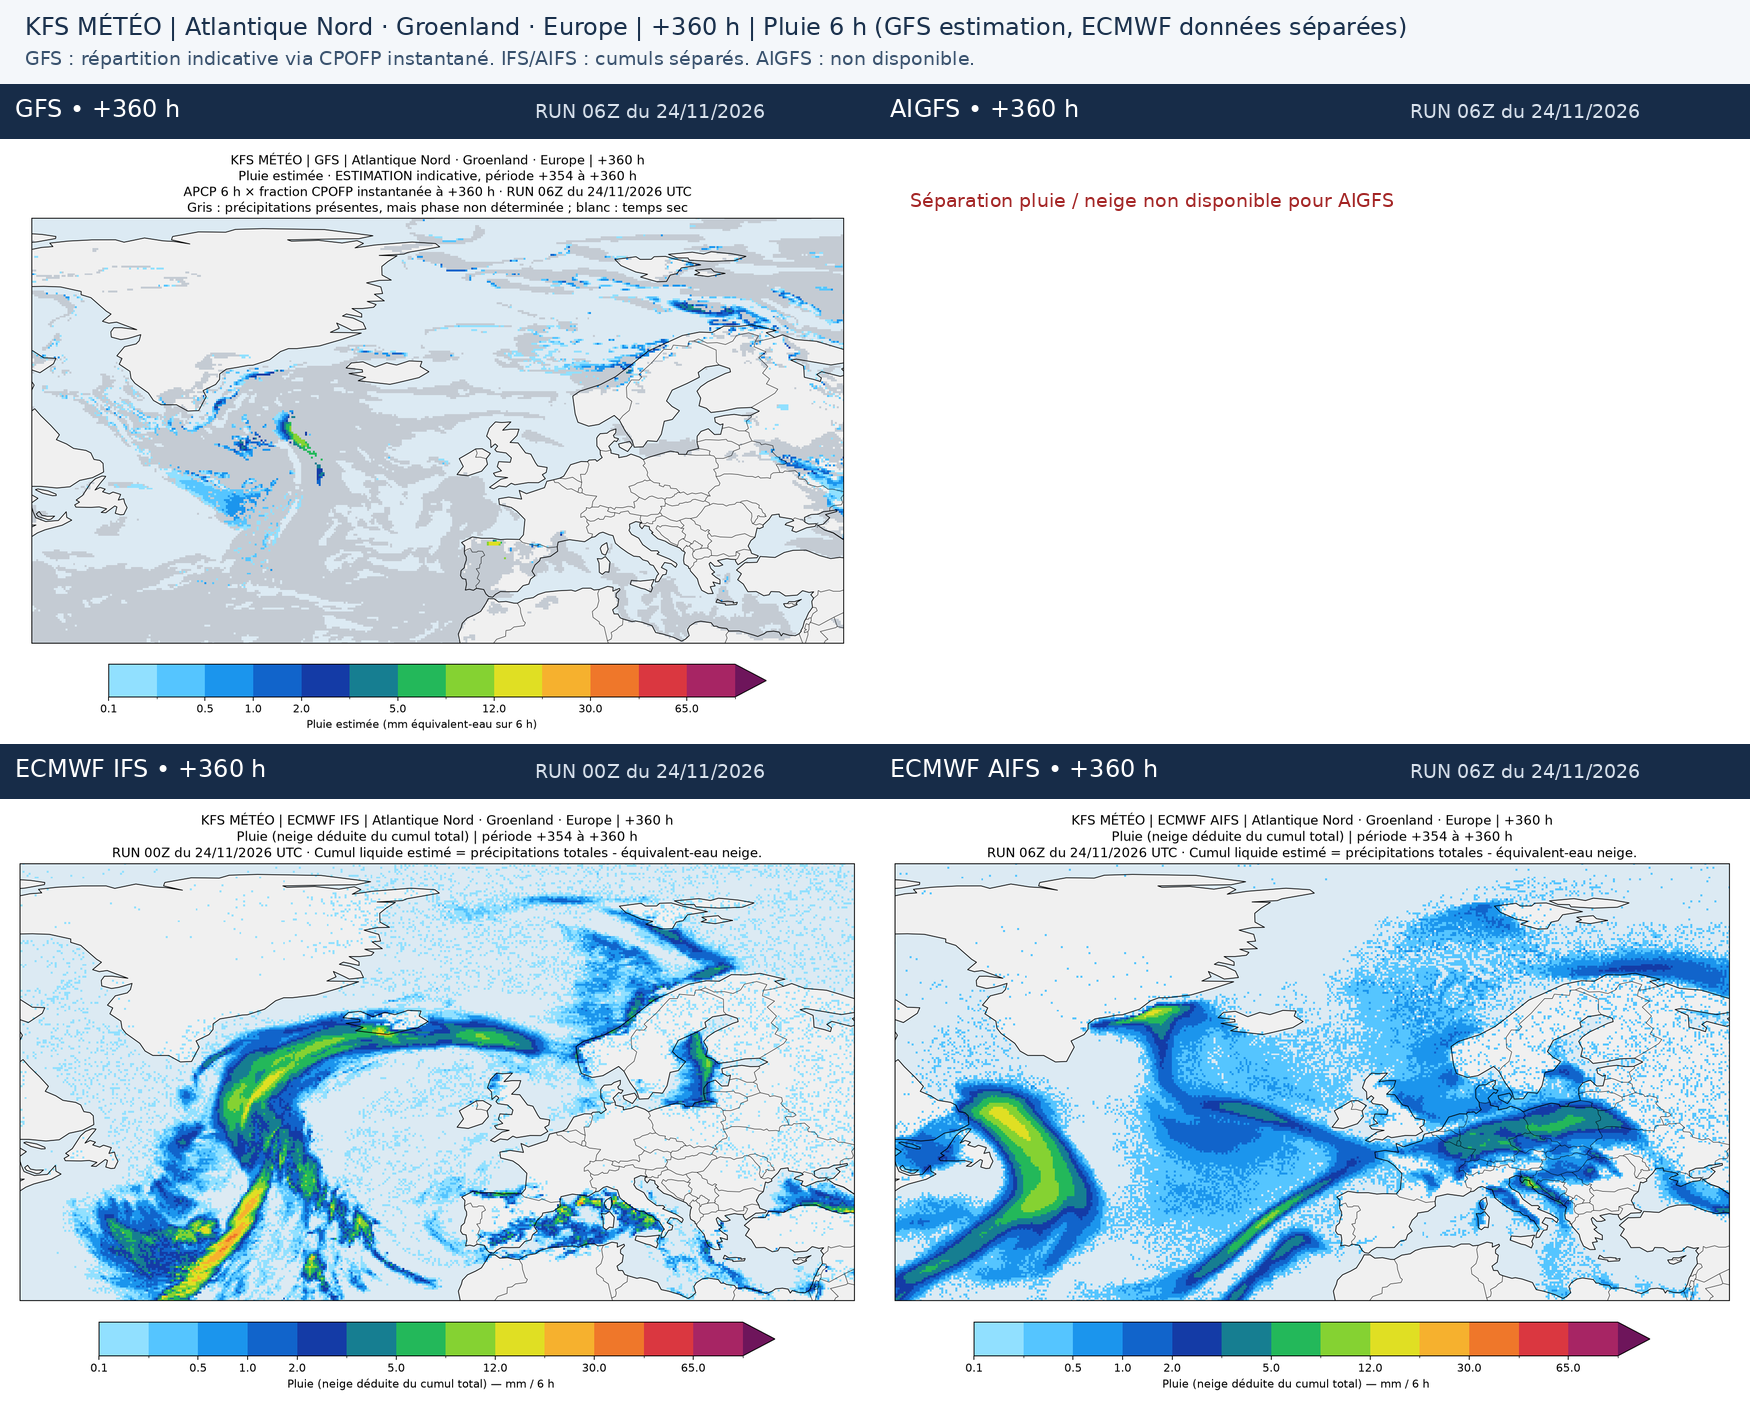 KFS MÉTÉO | Atlantique Nord · Groenland · Europe | +360 h | Pluie 6 h (GFS estimation, ECMWF données séparées)
GFS : répartition indicative via CPOFP instantané. IFS/AIFS : cumuls séparés. AIGFS : non disponible.
GFS • +360 h RUN 06Z du 24/11/2026
AIGFS • +360 h RUN 06Z du 24/11/2026
KFS MÉTÉO | GFS | Atlantique Nord · Groenland · Europe | +360 h
Pluie estimée · ESTIMATION indicative, période +354 à +360 h
APCP 6 h × fraction CPOFP instantanée à +360 h · RUN 06Z du 24/11/2026 UTC
Gris : précipitations présentes, mais phase non déterminée ; blanc : temps sec
Séparation pluie / neige non disponible pour AIGFS
0.1 0.5 1.0 2.0 5.0 12.0 30.0 65.0
Pluie estimée (mm équivalent-eau sur 6 h)
ECMWF IFS • +360 h RUN 00Z du 24/11/2026
ECMWF AIFS • +360 h RUN 06Z du 24/11/2026
KFS MÉTÉO | ECMWF IFS | Atlantique Nord · Groenland · Europe | +360 h
Pluie (neige déduite du cumul total) | période +354 à +360 h
RUN 00Z du 24/11/2026 UTC · Cumul liquide estimé = précipitations totales - équivalent-eau neige.
0.1 0.5 1.0 2.0 5.0 12.0 30.0 65.0
Pluie (neige déduite du cumul total) — mm / 6 h
KFS MÉTÉO | ECMWF AIFS | Atlantique Nord · Groenland · Europe | +360 h
Pluie (neige déduite du cumul total) | période +354 à +360 h
RUN 06Z du 24/11/2026 UTC · Cumul liquide estimé = précipitations totales - équivalent-eau neige.
0.1 0.5 1.0 2.0 5.0 12.0 30.0 65.0
Pluie (neige déduite du cumul total) — mm / 6 h